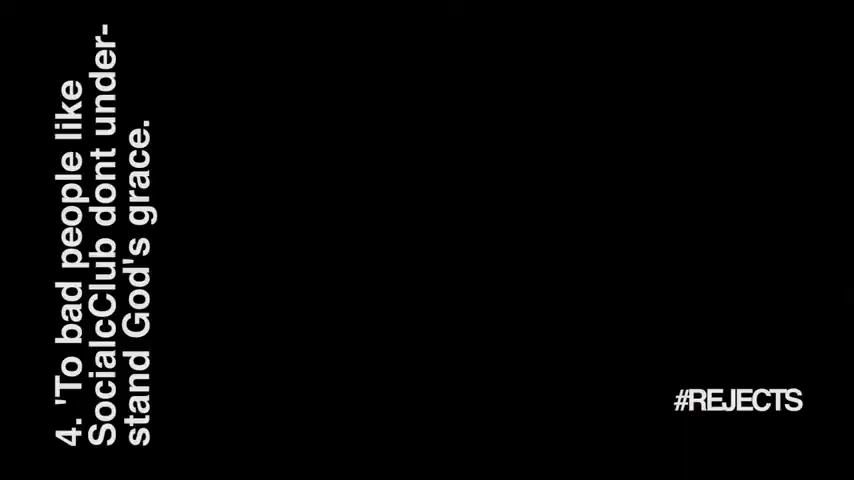 4. 'To bad people like
SocialcClub dont under-
stand God's grace.
#REJECTS